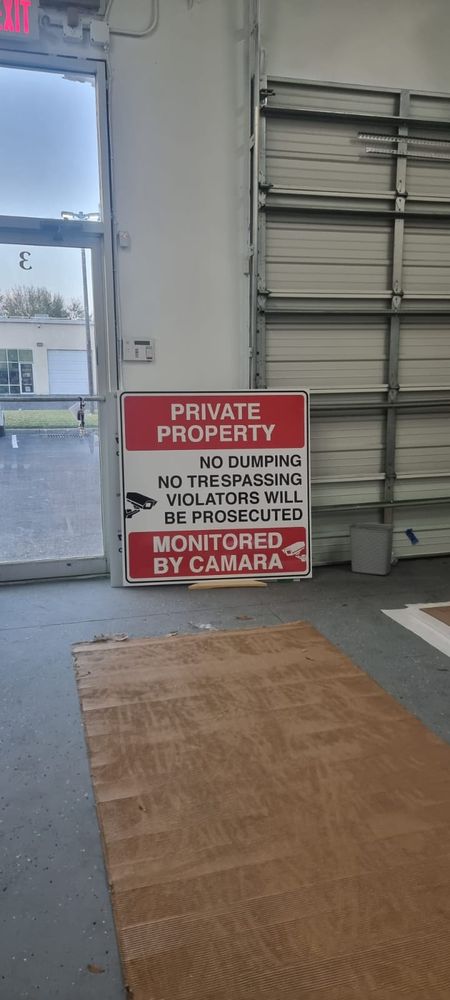 EXIT
3
PRIVATE
PROPERTY
NO DUMPING
NO TRESPASSING
VIOLATORS WILL
BE PROSECUTED
MONITORED
BY CAMARA